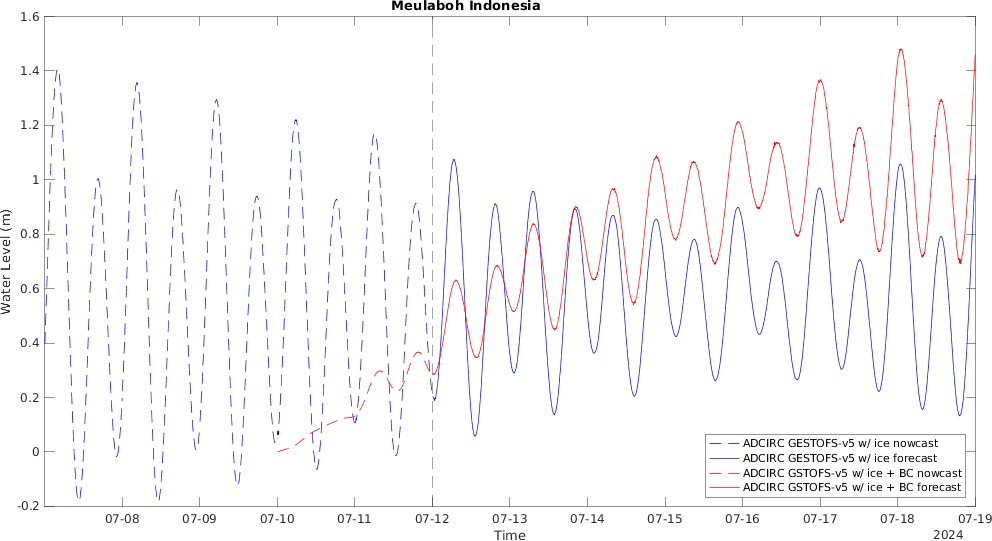 Meulaboh Indonesia
1.6
1.4
1.2
1
0.8
0.6
0.4
0.2
0
-0.2
Water Level (m)
ADCIRC GESTOFS-v5 w/ ice nowcast
ADCIRC GESTOFS-v5 w/ ice forecast
ADCIRC GSTOFS-v5 w/ ice + BC nowcast
ADCIRC GSTOFS-v5 w/ ice + BC forecast
07-08 07-09 07-10 07-11 07-12 07-13 07-14 07-15 07-16 07-17 07-18 07-19
Time
2024